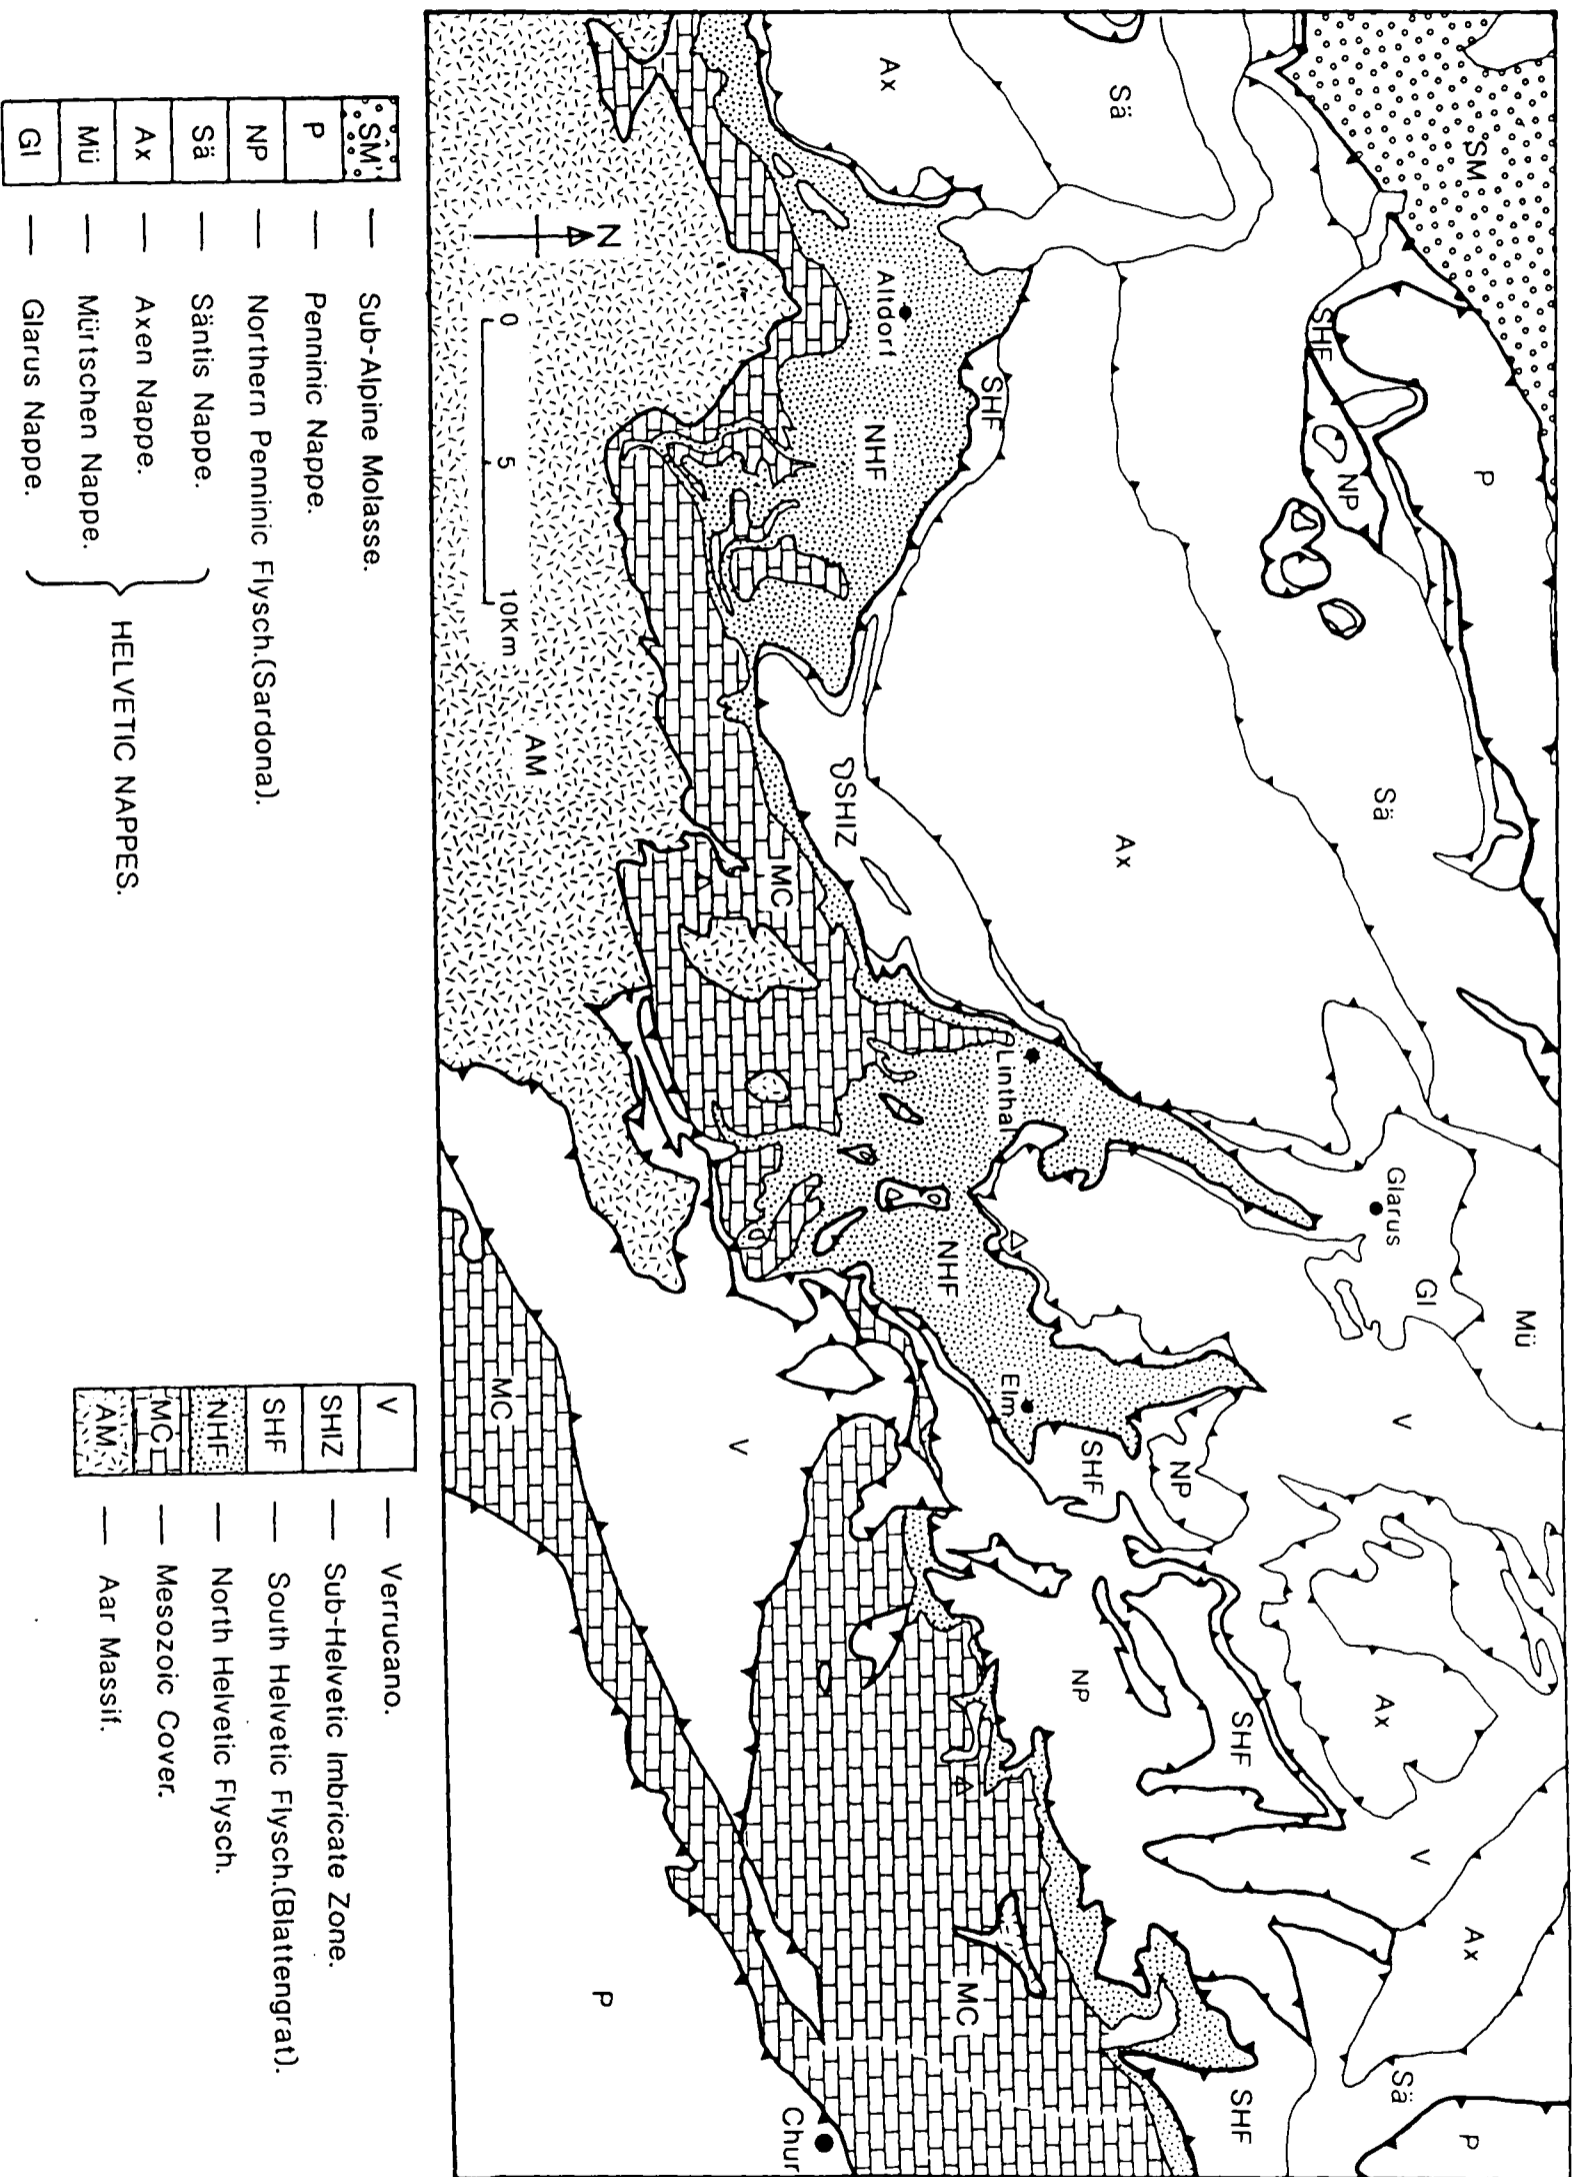 SM
P
Sä
Ax
SHF
NP
Sä
Mü
Glarus
Gl
V
Ax
V
Ax
Sä
P
Ax
Altdorf
NHF
SHF
SHIZ
Linthal
NHF
Elm
SHF
NP
NP
SHF
SHF
MC
MC
MC
V
AM
P
Chur
N
0 5 10Km
SM — Sub-Alpine Molasse.
P — Penninic Nappe.
NP — Northern Penninic Flysch.(Sardona).
Sä — Säntis Nappe.
Ax — Axen Nappe.
Mü — Mürtschen Nappe.
Gl — Glarus Nappe.
HELVETIC NAPPES.
V — Verrucano.
SHIZ — Sub-Helvetic Imbricate Zone.
SHF — South Helvetic Flysch.(Blattengrat).
NHF — North Helvetic Flysch.
MC — Mesozoic Cover.
AM — Aar Massif.